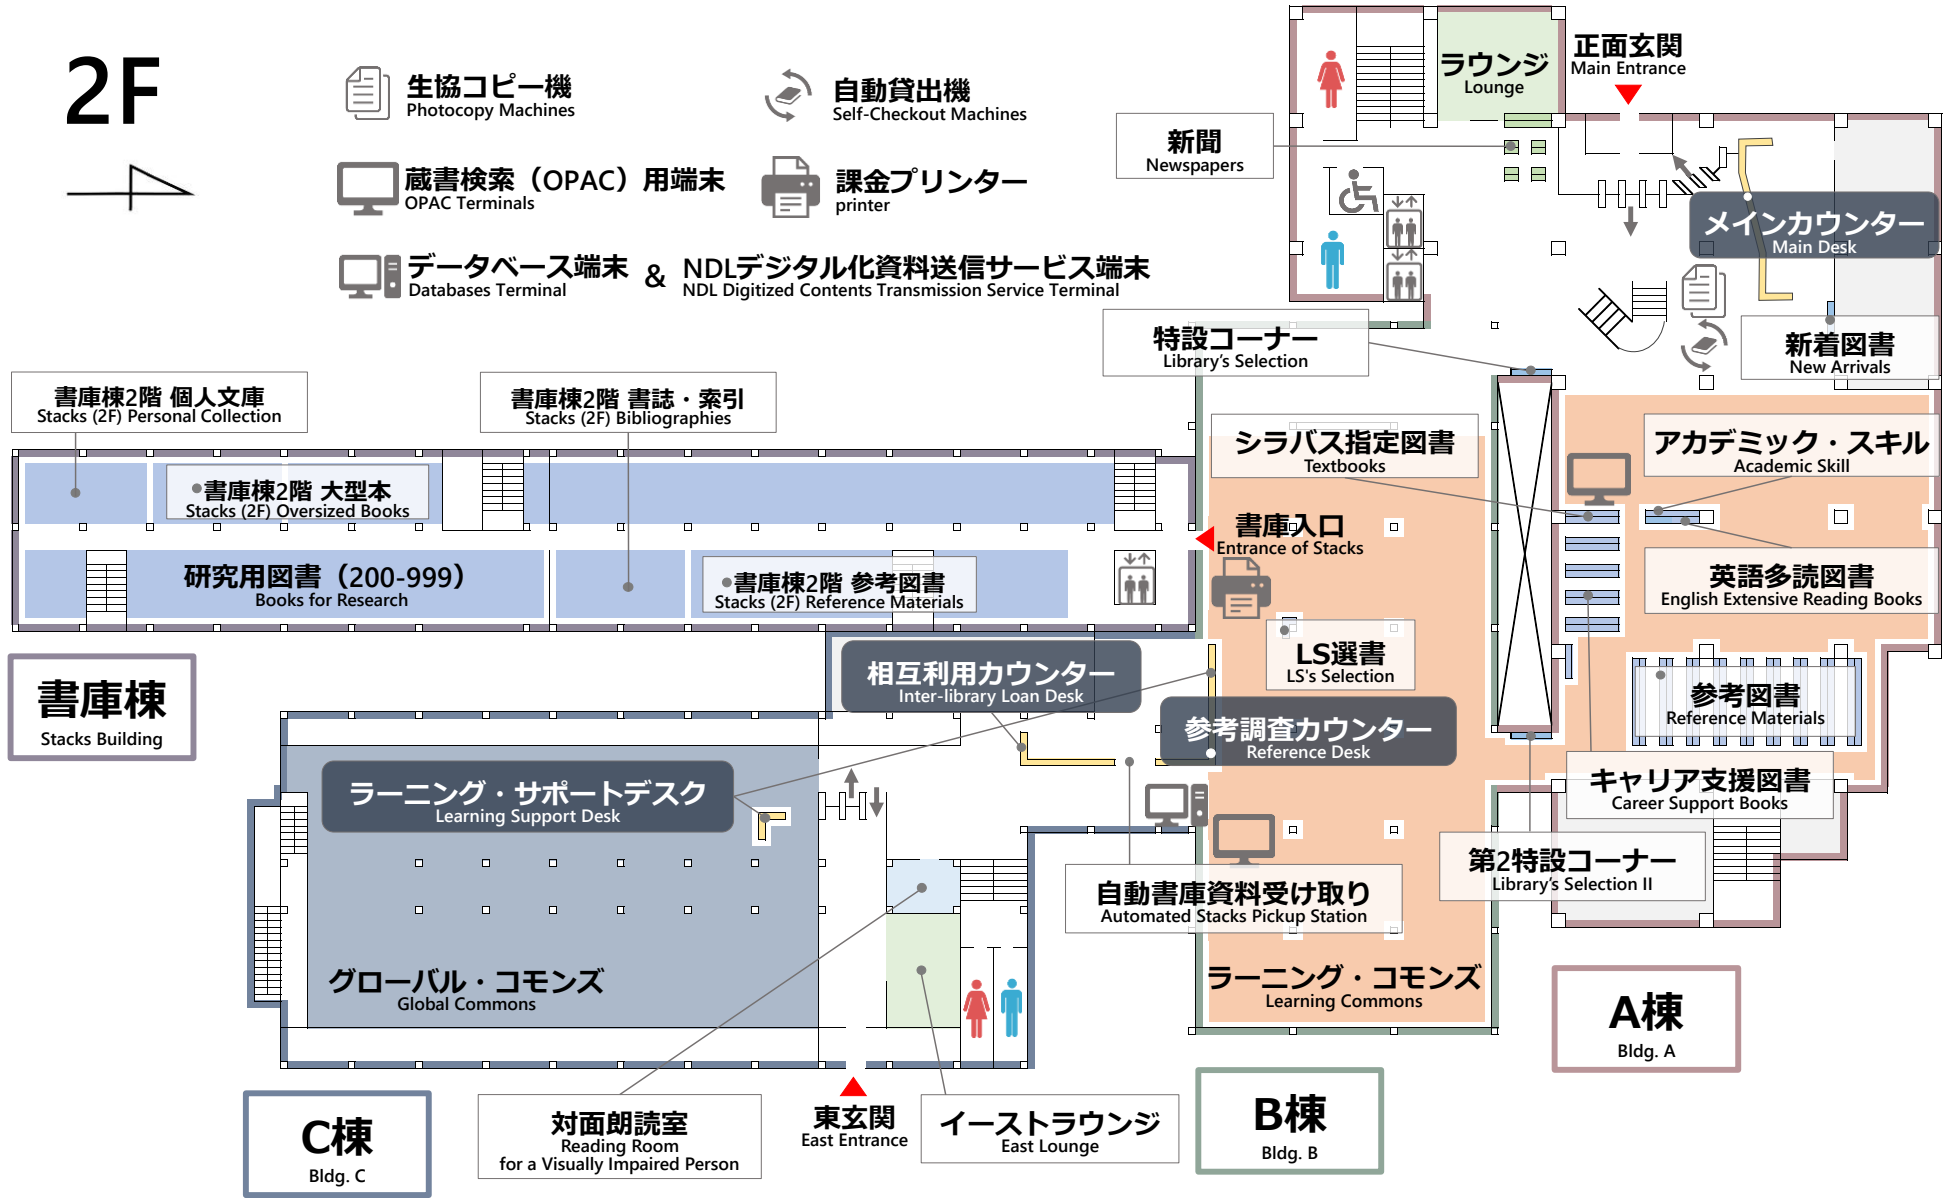 2F
生協コピー機
Photocopy Machines
自動貸出機
Self-Checkout Machines
蔵書検索（OPAC）用端末
OPAC Terminals
課金プリンター
printer
データベース端末
Databases Terminal
&
NDLデジタル化資料送信サービス端末
NDL Digitized Contents Transmission Service Terminal
ラウンジ
Lounge
正面玄関
Main Entrance
新聞
Newspapers
メインカウンター
Main Desk
特設コーナー
Library's Selection
新着図書
New Arrivals
書庫棟2階 個人文庫
Stacks (2F) Personal Collection
書庫棟2階 書誌・索引
Stacks (2F) Bibliographies
シラバス指定図書
Textbooks
アカデミック・スキル
Academic Skill
書庫棟2階 大型本
Stacks (2F) Oversized Books
書庫入口
Entrance of Stacks
研究用図書（200-999）
Books for Research
書庫棟2階 参考図書
Stacks (2F) Reference Materials
英語多読図書
English Extensive Reading Books
LS選書
LS's Selection
相互利用カウンター
Inter-library Loan Desk
書庫棟
Stacks Building
参考図書
Reference Materials
参考調査カウンター
Reference Desk
ラーニング・サポートデスク
Learning Support Desk
キャリア支援図書
Career Support Books
第2特設コーナー
Library's Selection II
自動書庫資料受け取り
Automated Stacks Pickup Station
グローバル・コモンズ
Global Commons
ラーニング・コモンズ
Learning Commons
A棟
Bldg. A
C棟
Bldg. C
対面朗読室
Reading Room
for a Visually Impaired Person
東玄関
East Entrance
イーストラウンジ
East Lounge
B棟
Bldg. B